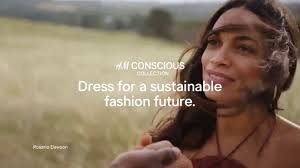 H&M CONSCIOUS
COLLECTION
Dress for a sustainable
fashion future.
Rosario Dawson